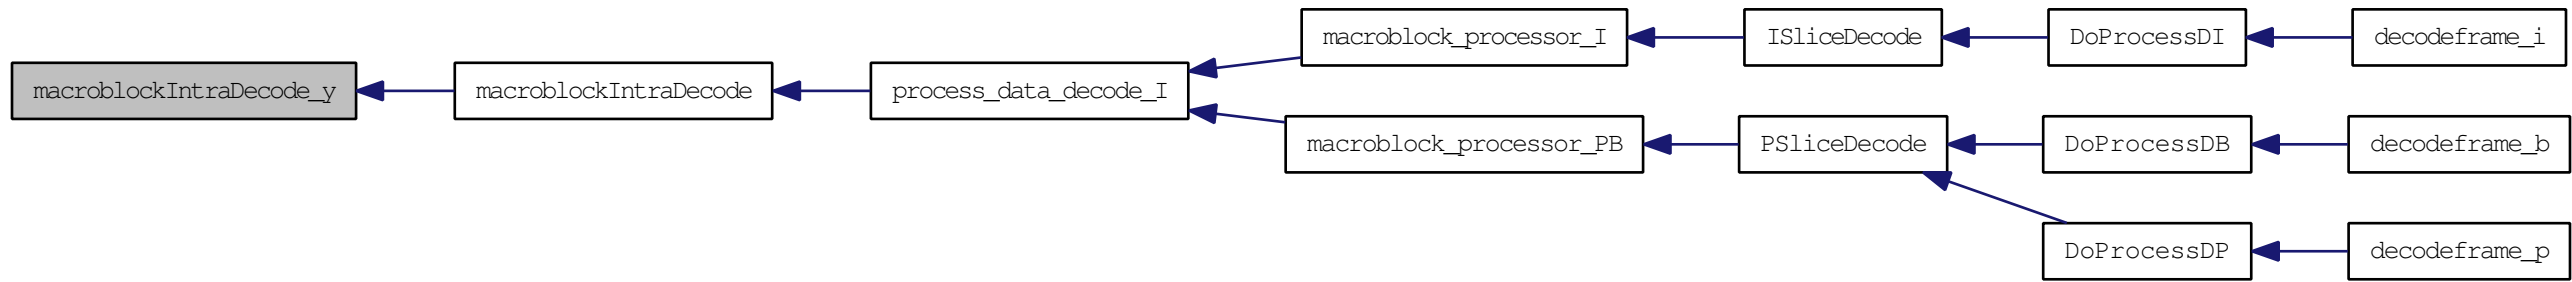 macroblock_processor_I
ISliceDecode
DoProcessDI
decodeframe_i
macroblockIntraDecode_y
macroblockIntraDecode
process_data_decode_I
macroblock_processor_PB
PSliceDecode
DoProcessDB
decodeframe_b
DoProcessDP
decodeframe_p